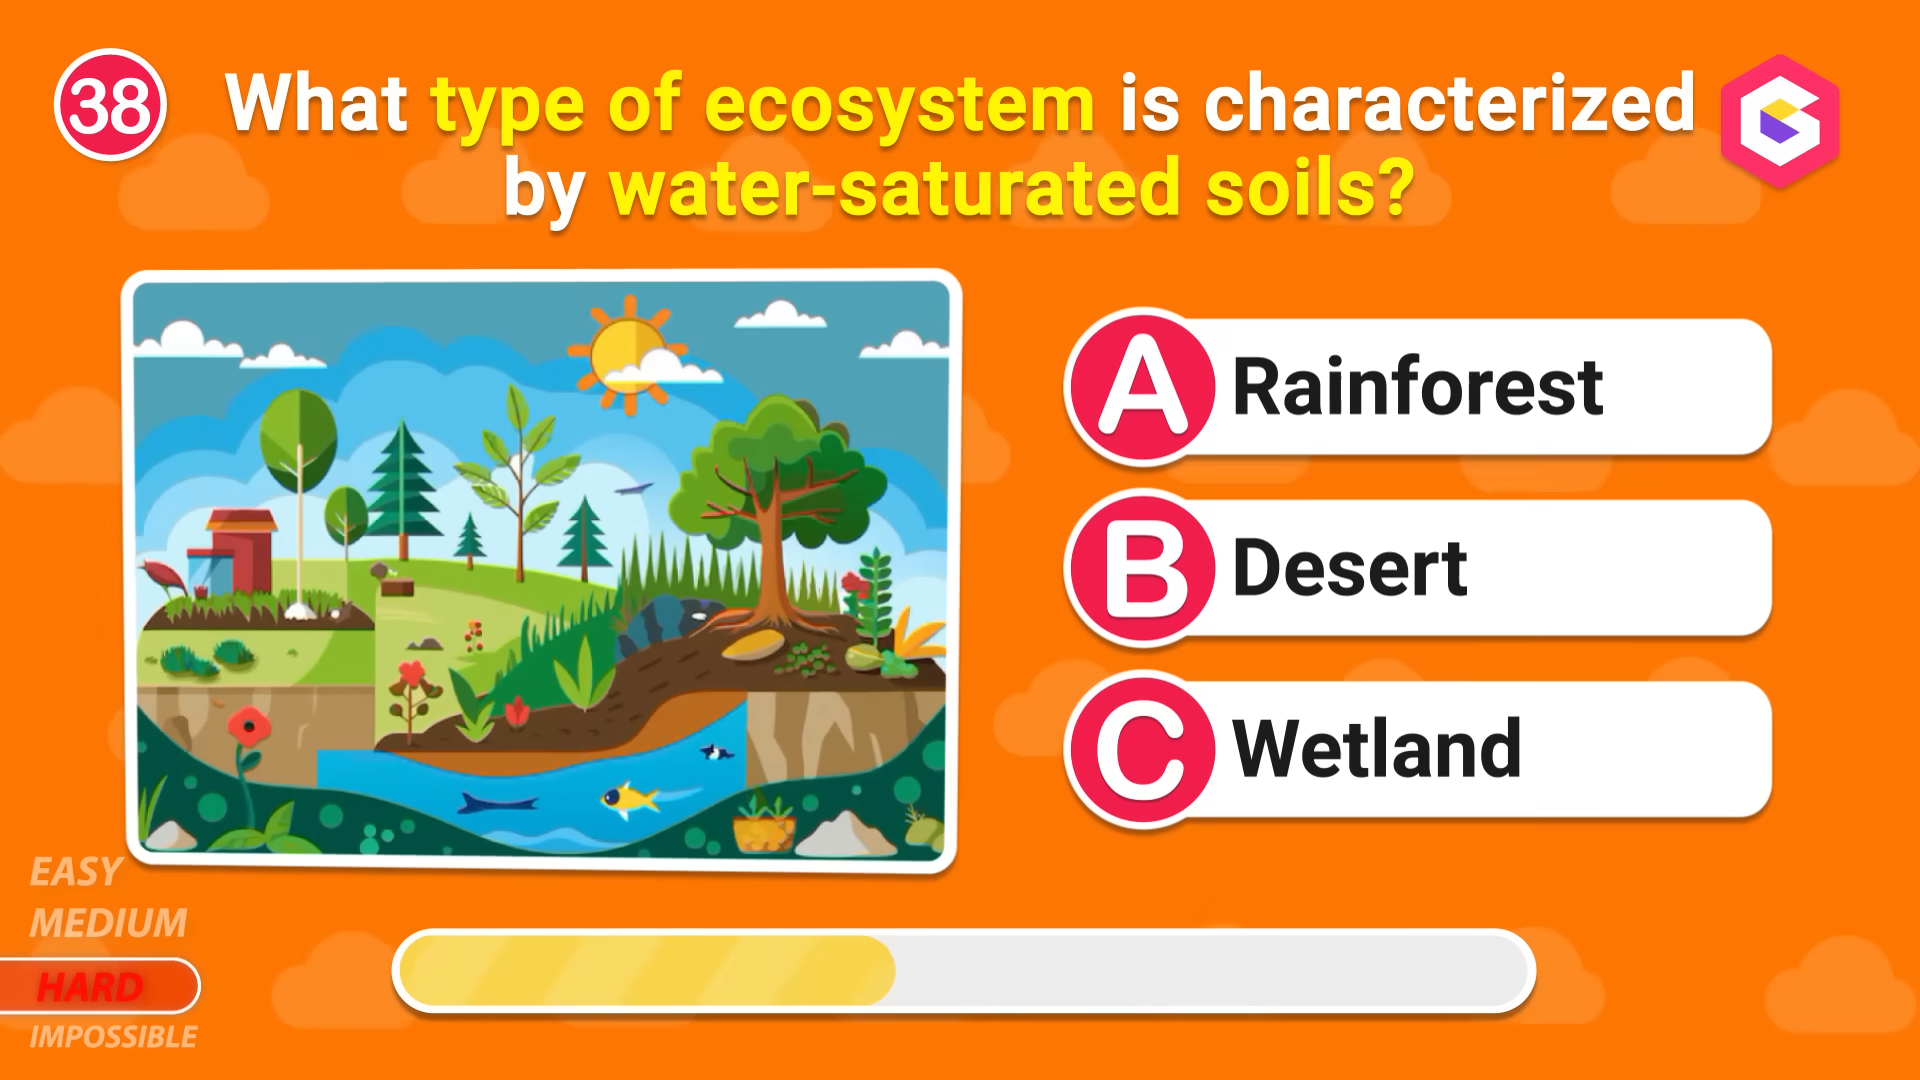 38
What type of ecosystem is characterized
by water-saturated soils?
A Rainforest
B Desert
C Wetland
EASY
MEDIUM
HARD
IMPOSSIBLE